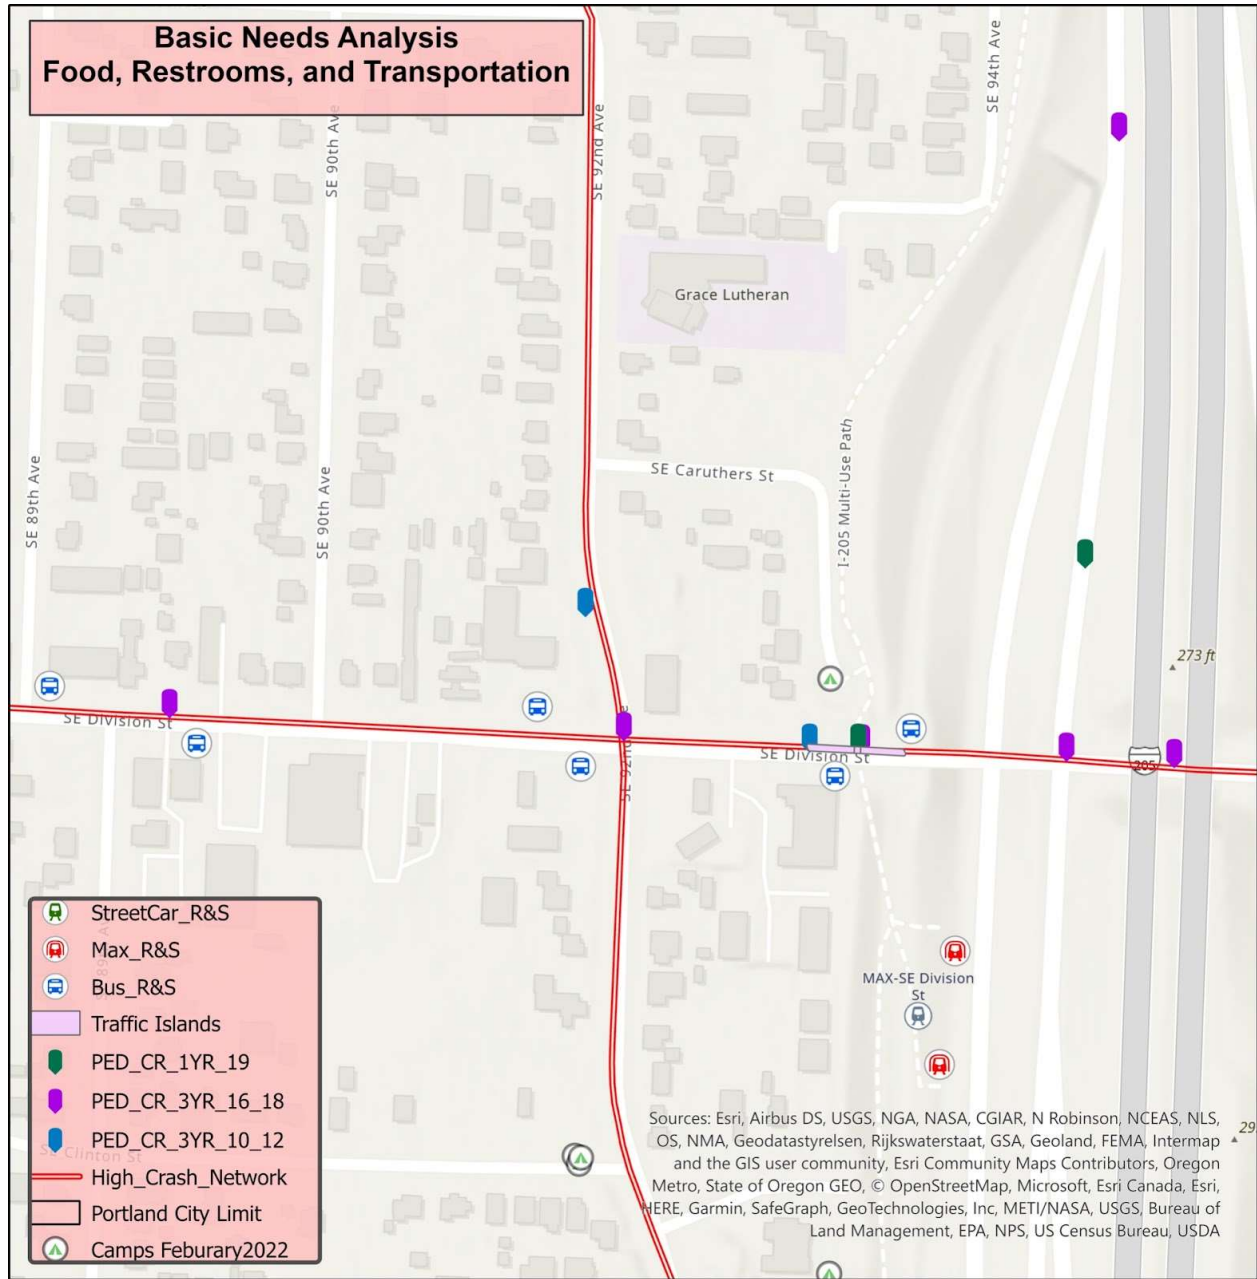 Basic Needs Analysis
Food, Restrooms, and Transportation
SE 94th Ave
SE 92nd Ave
SE 90th Ave
Grace Lutheran
SE Caruthers St
I-205 Multi-Use Path
SE 89th Ave
SE 90th Ave
273 ft
SE Division St
SE Division St
205
SE 92nd
MAX-SE Division
St
StreetCar_R&S
Max_R&S
Bus_R&S
Traffic Islands
PED_CR_1YR_19
PED_CR_3YR_16_18
PED_CR_3YR_10_12
High_Crash_Network
Portland City Limit
Camps Feburary2022
SE Clinton St
29
Sources: Esri, Airbus DS, USGS, NGA, NASA, CGIAR, N Robinson, NCEAS, NLS,
OS, NMA, Geodatastyrelsen, Rijkswaterstaat, GSA, Geoland, FEMA, Intermap
and the GIS user community, Esri Community Maps Contributors, Oregon
Metro, State of Oregon GEO, © OpenStreetMap, Microsoft, Esri Canada, Esri,
HERE, Garmin, SafeGraph, GeoTechnologies, Inc, METI/NASA, USGS, Bureau of
Land Management, EPA, NPS, US Census Bureau, USDA